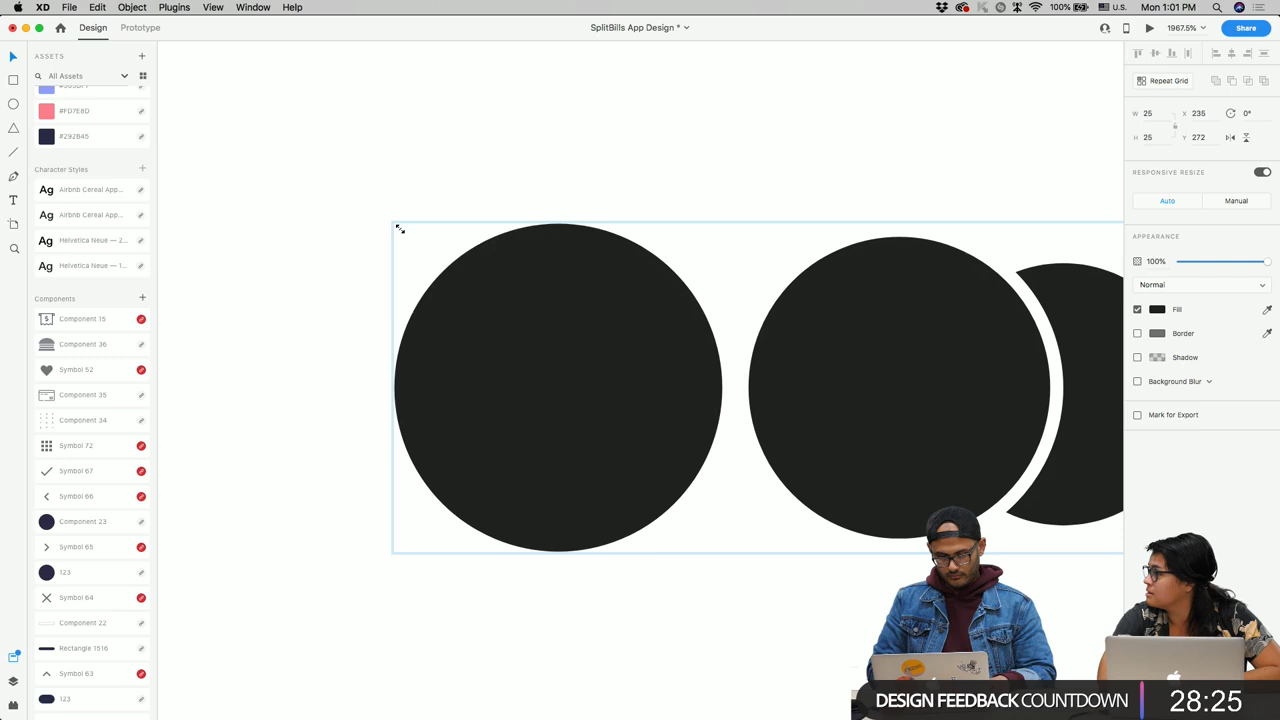 XD File Edit Object Plugins View Window Help
100% U.S. Mon 1:01 PM
Design Prototype
SplitBills App Design *
1967.5%
Share
ASSETS
All Assets
#FD7E8D
#292B45
Character Styles
Ag Airbnb Cereal App...
Ag Airbnb Cereal App...
Ag Helvetica Neue — 2...
Ag Helvetica Neue — 1...
Components
Component 15
Component 36
Symbol 52
Component 35
Component 34
Symbol 72
Symbol 67
Symbol 66
Component 23
Symbol 65
123
Symbol 64
Component 22
Rectangle 1516
Symbol 63
123
Repeat Grid
W 25 X 235 0°
H 25 Y 272
RESPONSIVE RESIZE
Auto Manual
APPEARANCE
100%
Normal
Fill
Border
Shadow
Background Blur
Mark for Export
DESIGN FEEDBACK COUNTDOWN 28:25